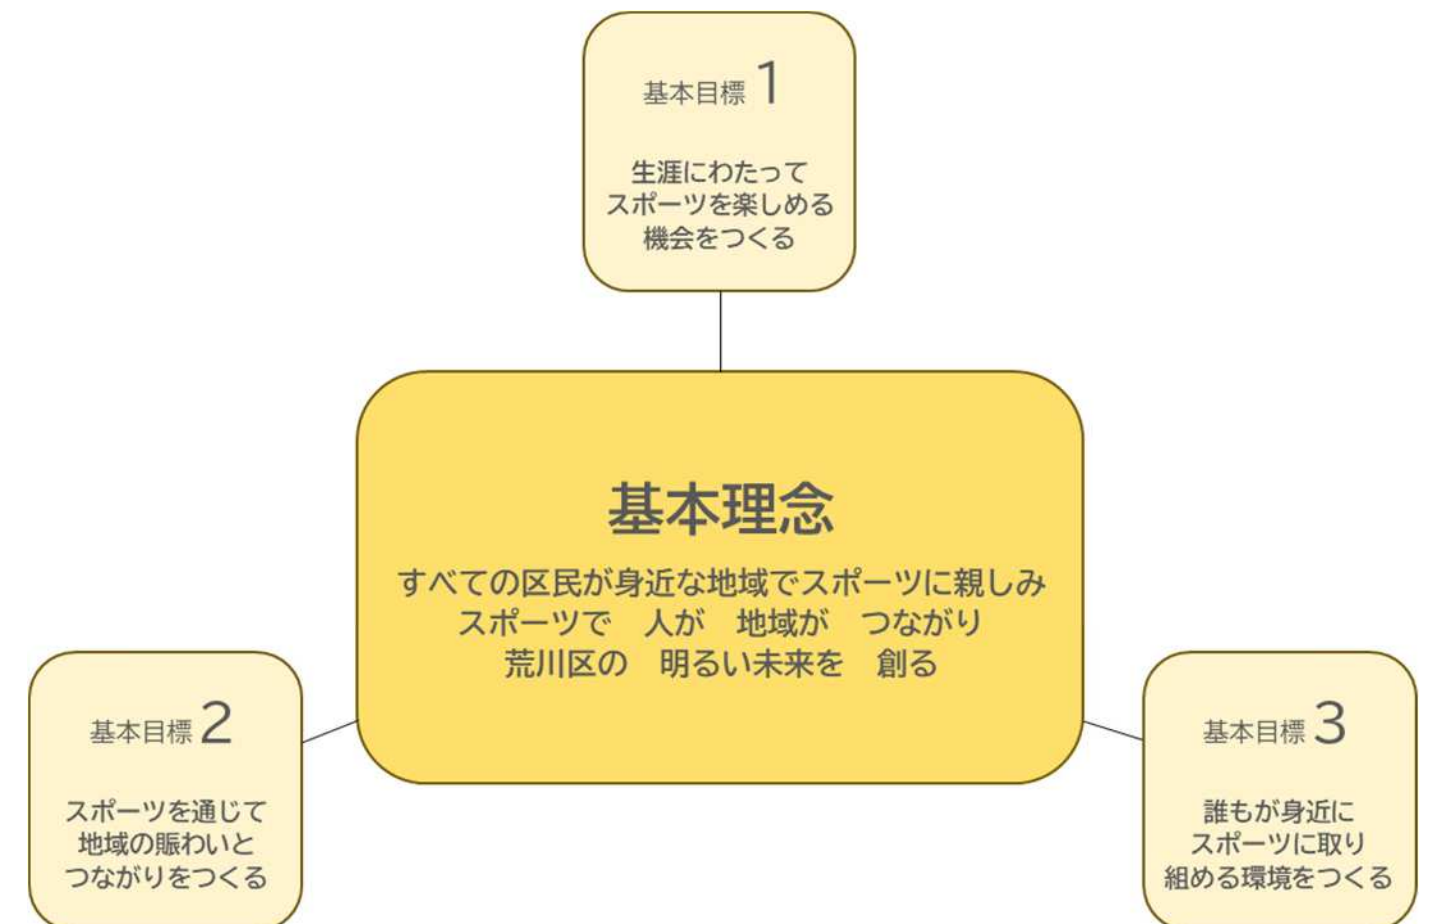 基本目標 1
生涯にわたって
スポーツを楽しめる
機会をつくる
基本理念
すべての区民が身近な地域でスポーツに親しみ
スポーツで　人が　地域が　つながり
荒川区の　明るい未来を　創る
基本目標 2
スポーツを通じて
地域の賑わいと
つながりをつくる
基本目標 3
誰もが身近に
スポーツに取り
組める環境をつくる